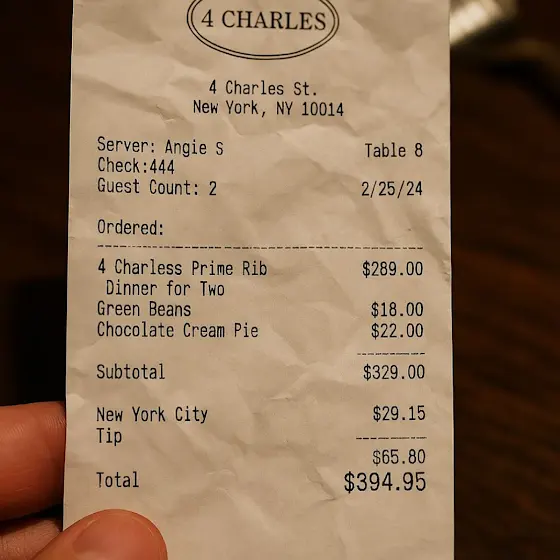 4 CHARLES
4 Charles St.
New York, NY 10014
Server: Angie S Table 8
Check:444
Guest Count: 2 2/25/24
Ordered:
4 Charless Prime Rib $289.00
Dinner for Two
Green Beans $18.00
Chocolate Cream Pie $22.00
Subtotal $329.00
New York City $29.15
Tip
$65.80
Total $394.95